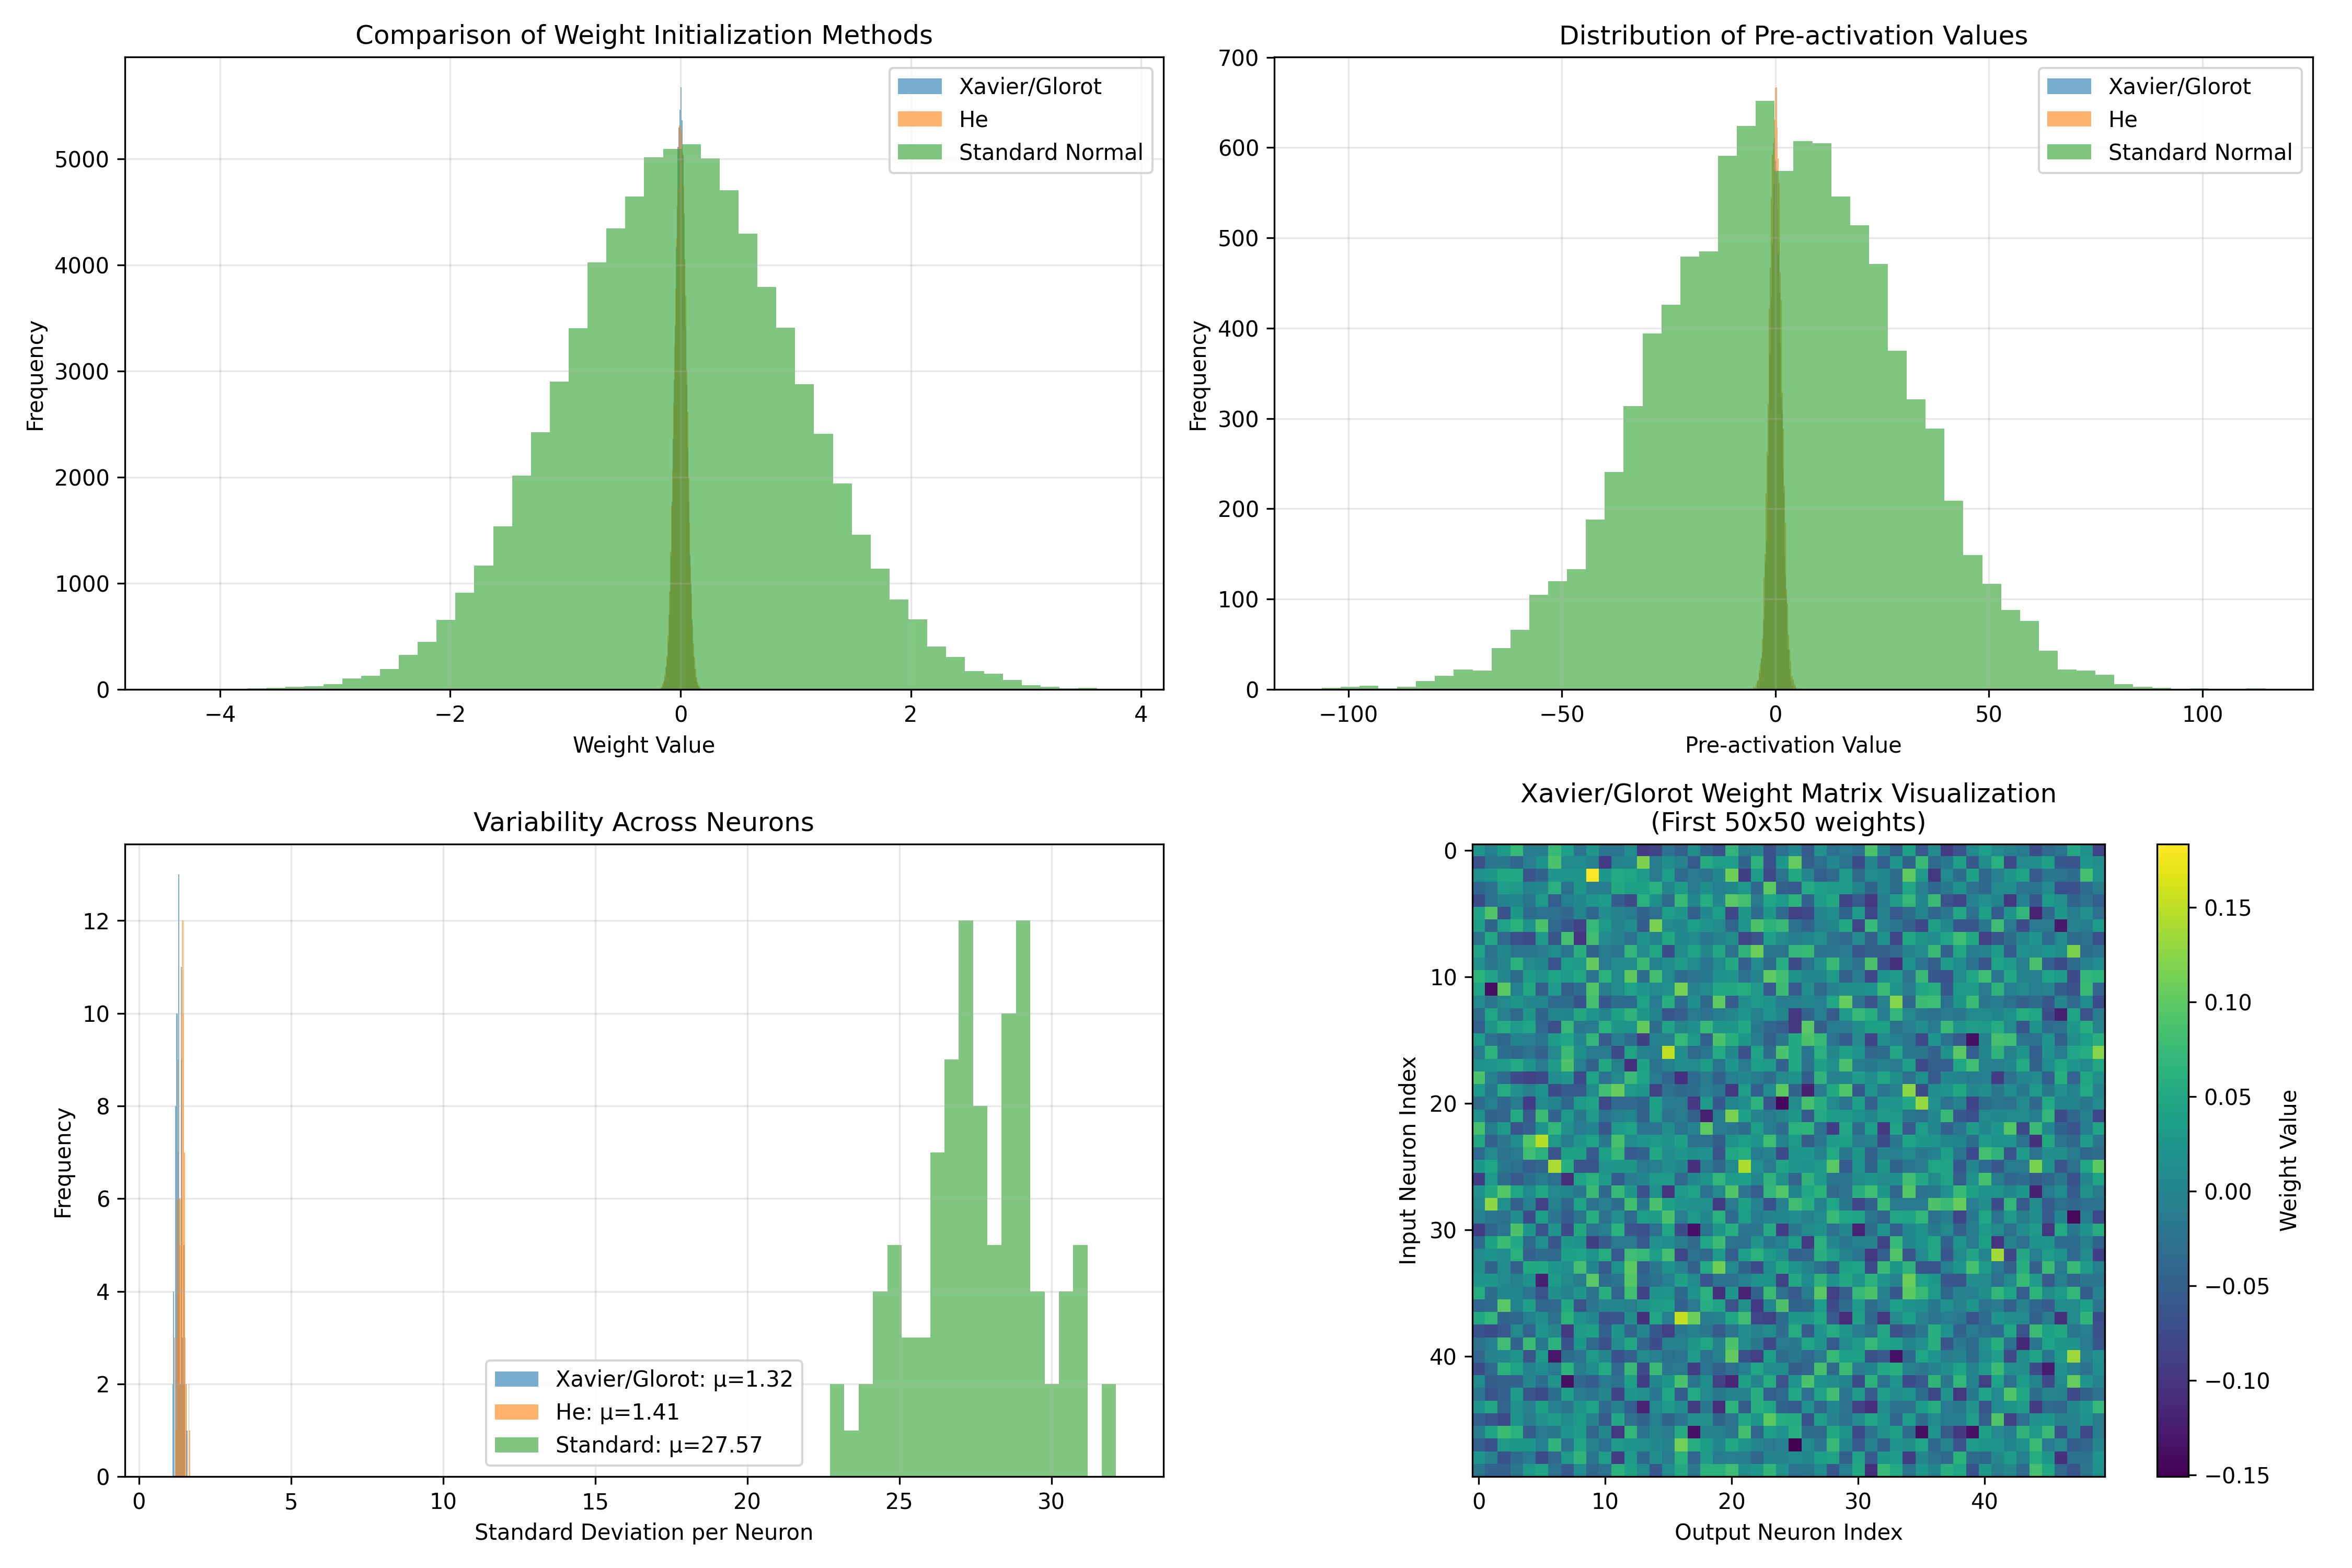 Comparison of Weight Initialization Methods
Frequency
5000
4000
3000
2000
1000
0
−4
−2
0
2
4
Weight Value
Xavier/Glorot
He
Standard Normal
Distribution of Pre-activation Values
Frequency
700
600
500
400
300
200
100
0
−100
−50
0
50
100
Pre-activation Value
Xavier/Glorot
He
Standard Normal
Variability Across Neurons
Frequency
12
10
8
6
4
2
0
0
5
10
15
20
25
30
Standard Deviation per Neuron
Xavier/Glorot: μ=1.32
He: μ=1.41
Standard: μ=27.57
Xavier/Glorot Weight Matrix Visualization
(First 50x50 weights)
Input Neuron Index
0
10
20
30
40
0
10
20
30
40
Output Neuron Index
0.15
0.10
0.05
0.00
−0.05
−0.10
−0.15
Weight Value